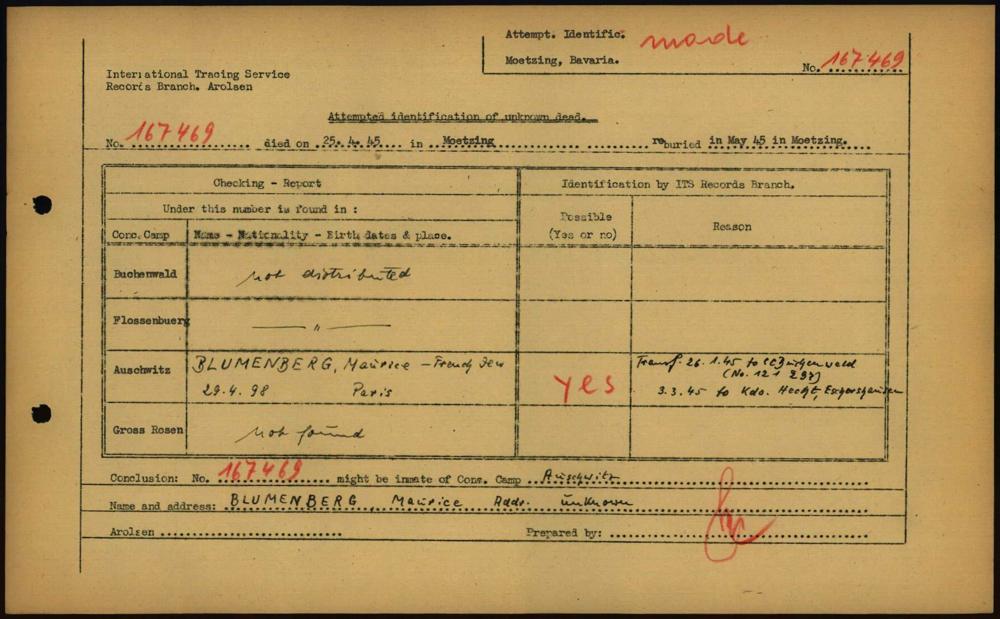 Attempt. Identific. made
Moetzing, Bavaria.
No. 167469
International Tracing Service
Records Branch. Arolsen
Attempted identification of unknown dead.
No. 167469 died on 25.4.45 in Moetzing reburied in May 45 in Moetzing.
Checking - Report
Identification by ITS Records Branch.
Under this number is found in :
Possible
(Yes or no)
Reason
Conc. Camp
Name - Nationality - Birth dates & place.
Buchenwald
not distributed
Flossenbuerg
— " —
Auschwitz
BLUMENBERG, Maurice - French Jew
29.4.98 Paris
yes
Transf. 26.1.45 to CC Buchenwald
(No. 121 297)
3.3.45 to Kdo. Hecht, Eschershausen
Gross Rosen
not found
Conclusion: No. 167469 might be inmate of Conc. Camp Auschwitz
Name and address: BLUMENBERG, Maurice Addr. unknown
Arolsen
Prepared by: